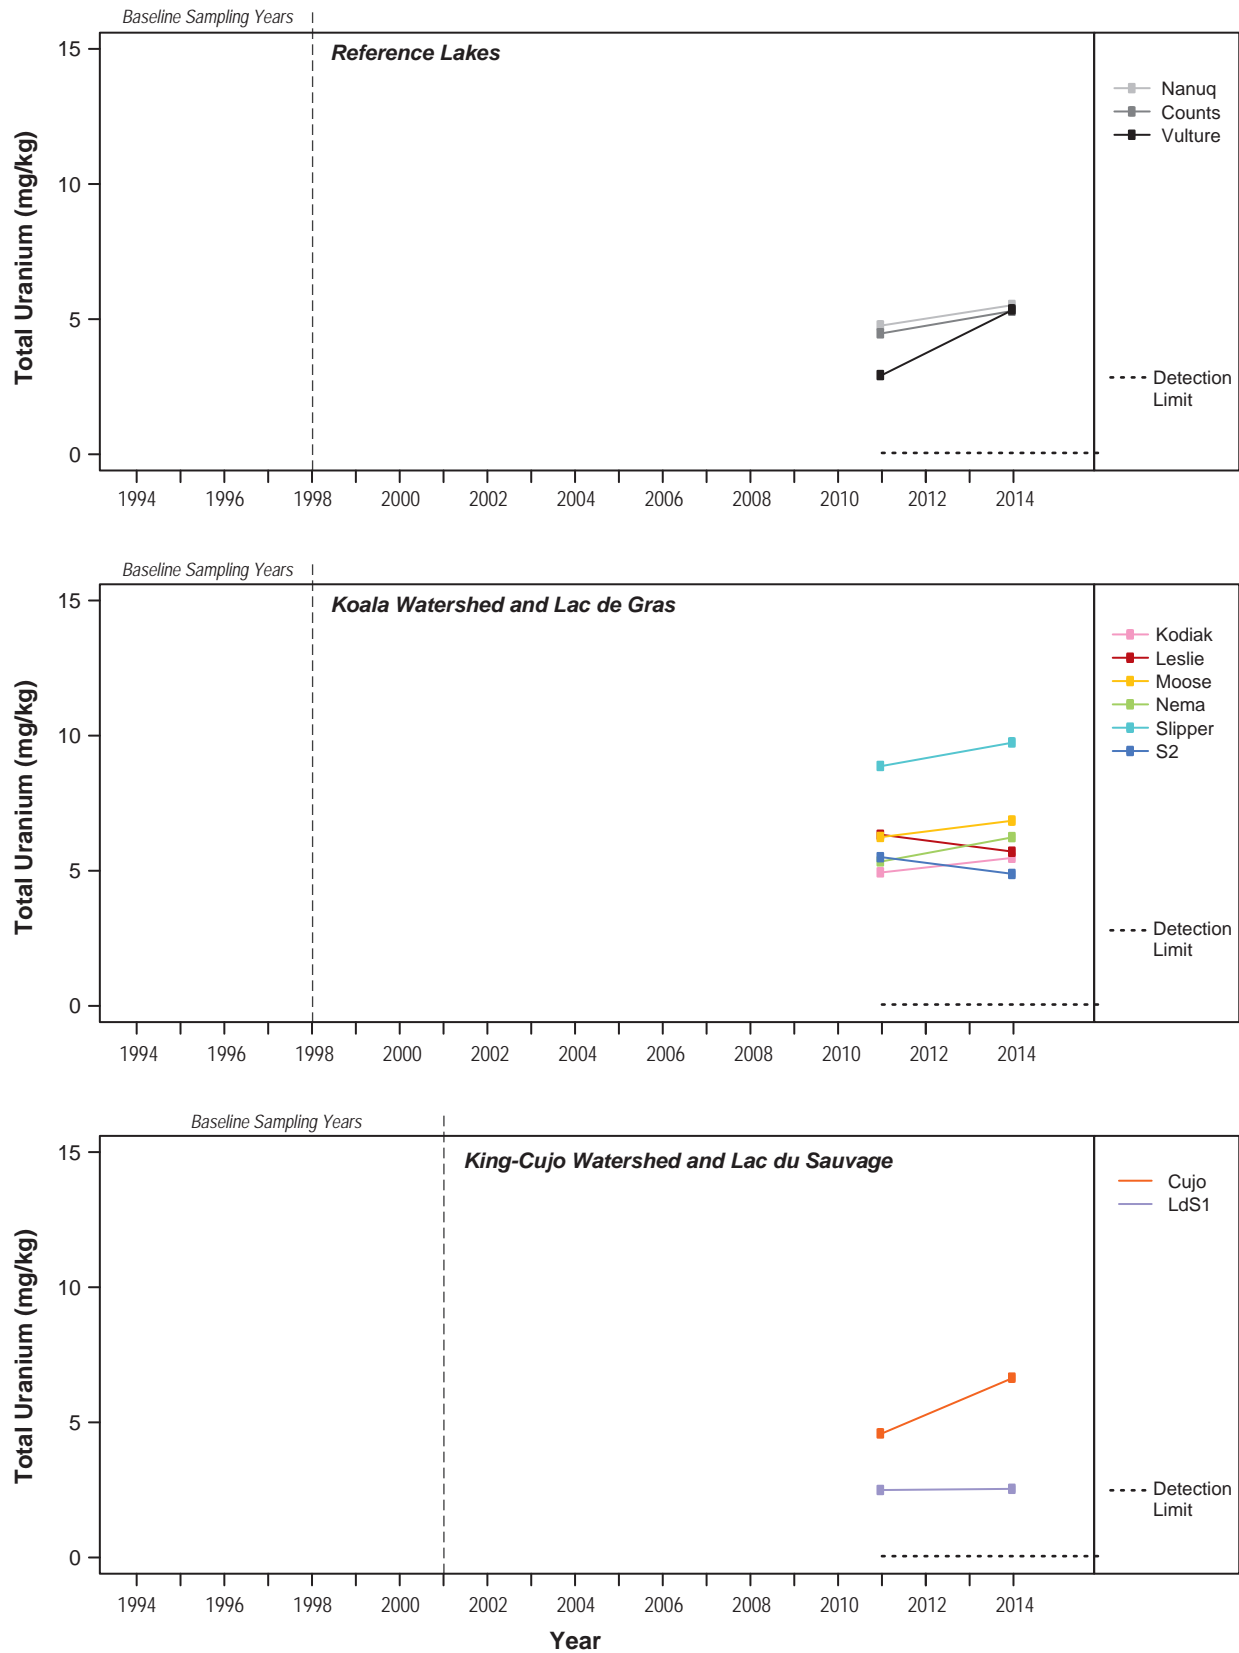 Baseline Sampling Years
Reference Lakes
Total Uranium (mg/kg)
15
10
5
0
1994 1996 1998 2000 2002 2004 2006 2008 2010 2012 2014
Nanuq
Counts
Vulture
Detection
Limit
Baseline Sampling Years
Koala Watershed and Lac de Gras
Total Uranium (mg/kg)
15
10
5
0
1994 1996 1998 2000 2002 2004 2006 2008 2010 2012 2014
Kodiak
Leslie
Moose
Nema
Slipper
S2
Detection
Limit
Baseline Sampling Years
King-Cujo Watershed and Lac du Sauvage
Total Uranium (mg/kg)
15
10
5
0
1994 1996 1998 2000 2002 2004 2006 2008 2010 2012 2014
Cujo
LdS1
Detection
Limit
Year